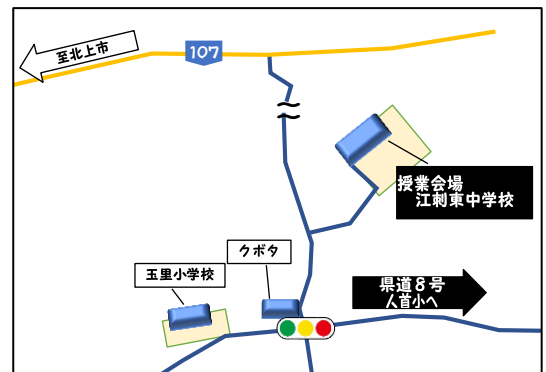 至北上市
107
授業会場
江刺東中学校
クボタ
玉里小学校
県道8号
人首小へ